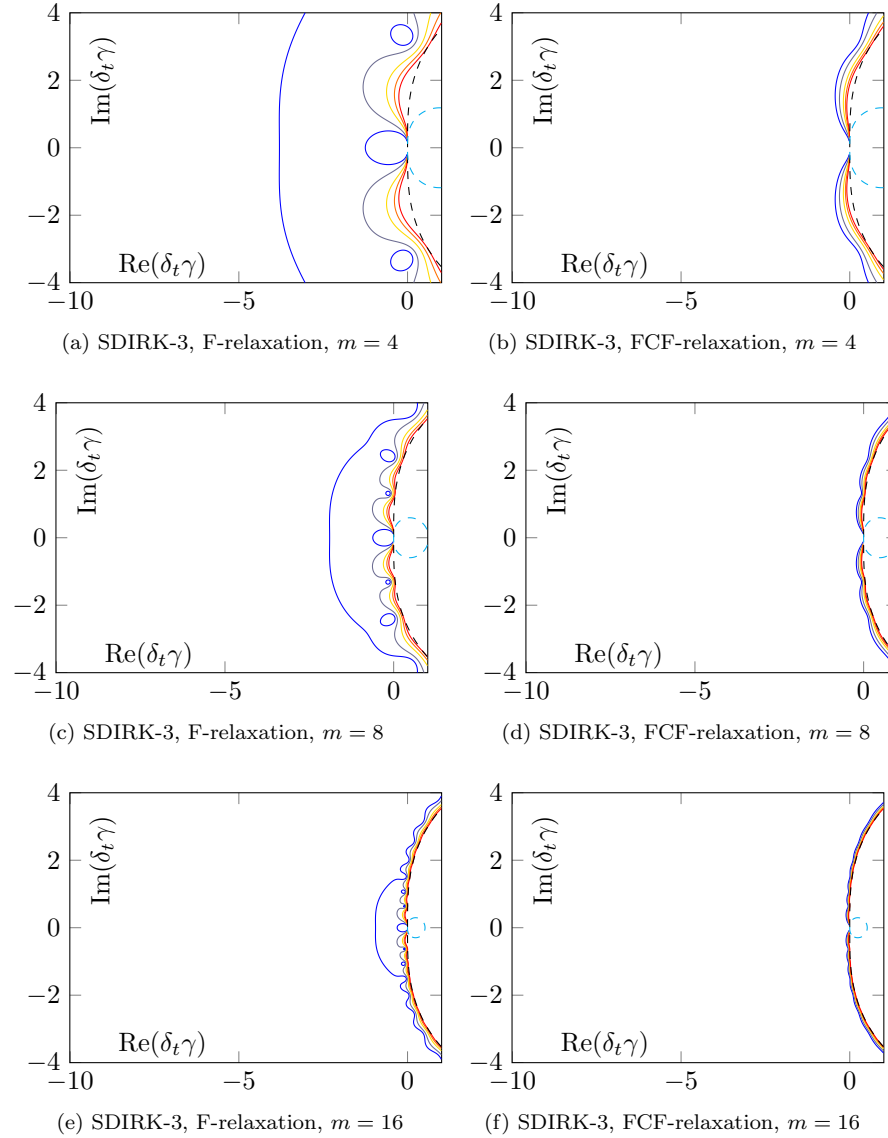 4
2
0
−2
−4
−10
−5
0
Im(δtγ)
Re(δtγ)
(a) SDIRK-3, F-relaxation, m = 4
4
2
0
−2
−4
−10
−5
0
Im(δtγ)
Re(δtγ)
(b) SDIRK-3, FCF-relaxation, m = 4
4
2
0
−2
−4
−10
−5
0
Im(δtγ)
Re(δtγ)
(c) SDIRK-3, F-relaxation, m = 8
4
2
0
−2
−4
−10
−5
0
Im(δtγ)
Re(δtγ)
(d) SDIRK-3, FCF-relaxation, m = 8
4
2
0
−2
−4
−10
−5
0
Im(δtγ)
Re(δtγ)
(e) SDIRK-3, F-relaxation, m = 16
4
2
0
−2
−4
−10
−5
0
Im(δtγ)
Re(δtγ)
(f) SDIRK-3, FCF-relaxation, m = 16